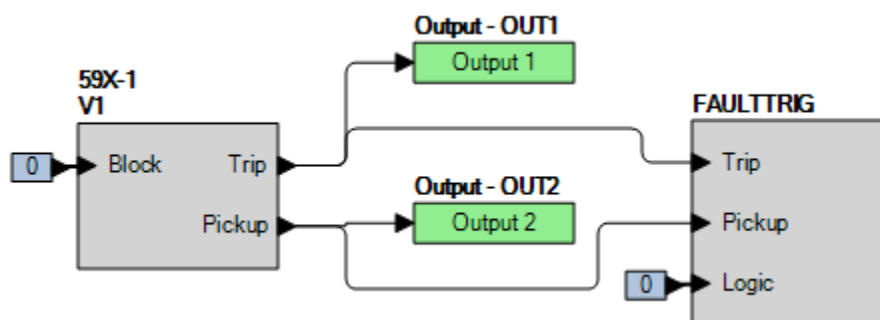 Output - OUT1
Output 1
59X-1
V1
0
Block
Trip
Pickup
Output - OUT2
Output 2
FAULTTRIG
Trip
Pickup
0
Logic